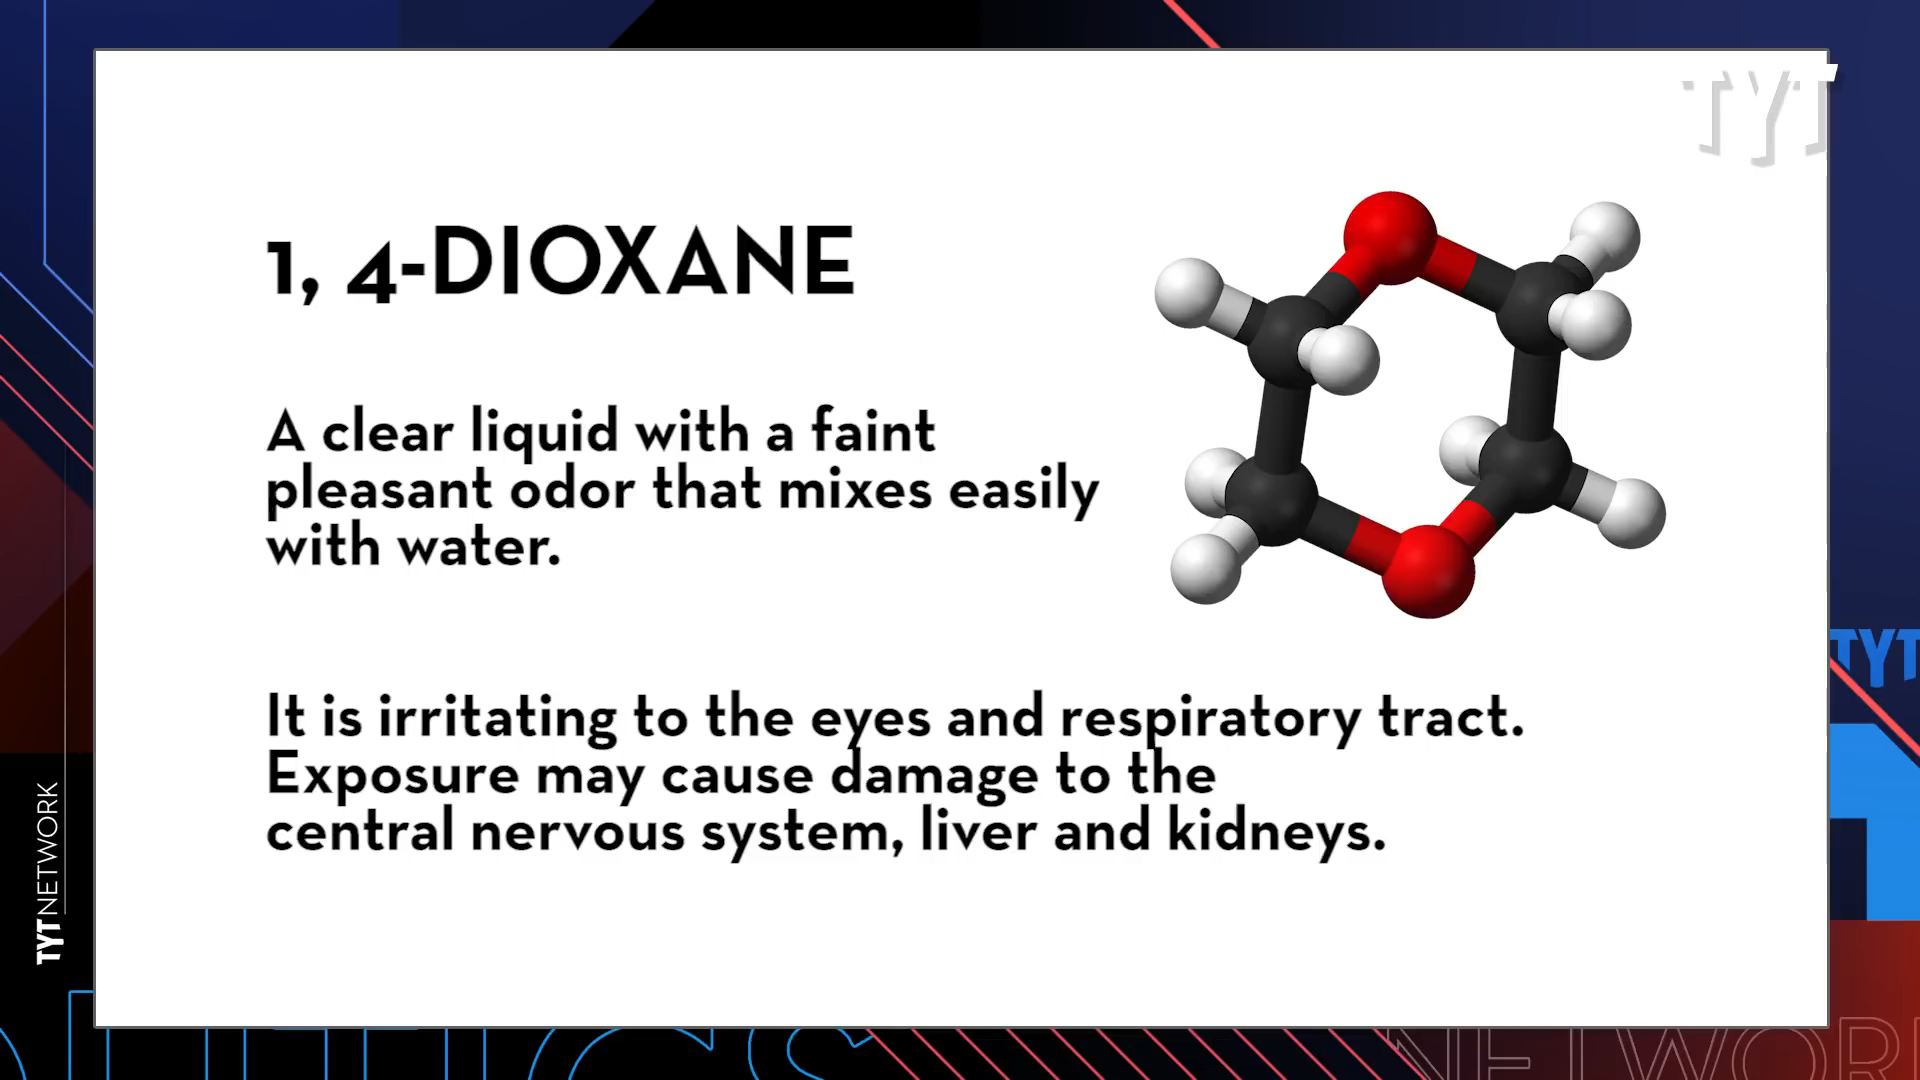 TYT
1, 4-DIOXANE
A clear liquid with a faint
pleasant odor that mixes easily
with water.
It is irritating to the eyes and respiratory tract.
Exposure may cause damage to the
central nervous system, liver and kidneys.
TYT
TYTNETWORK
NETWORK